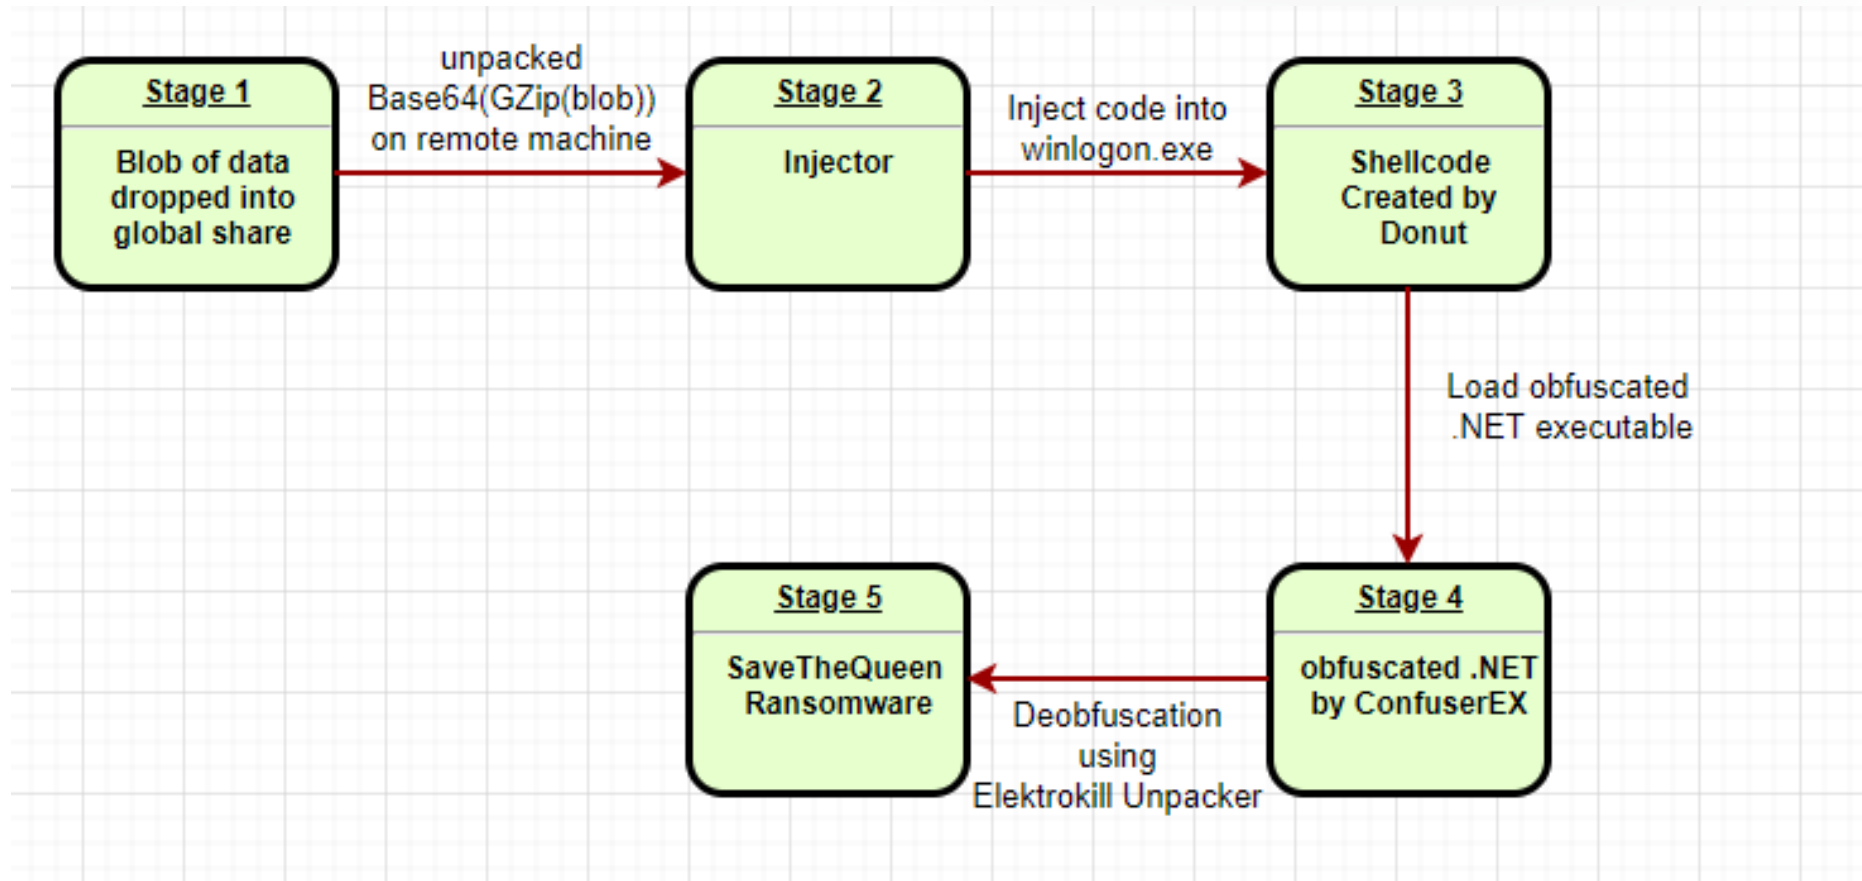 Stage 1
Blob of data
dropped into
global share
unpacked
Base64(GZip(blob))
on remote machine
Stage 2
Injector
Inject code into
winlogon.exe
Stage 3
Shellcode
Created by
Donut
Load obfuscated
.NET executable
Stage 4
obfuscated .NET
by ConfuserEX
Deobfuscation
using
Elektrokill Unpacker
Stage 5
SaveTheQueen
Ransomware